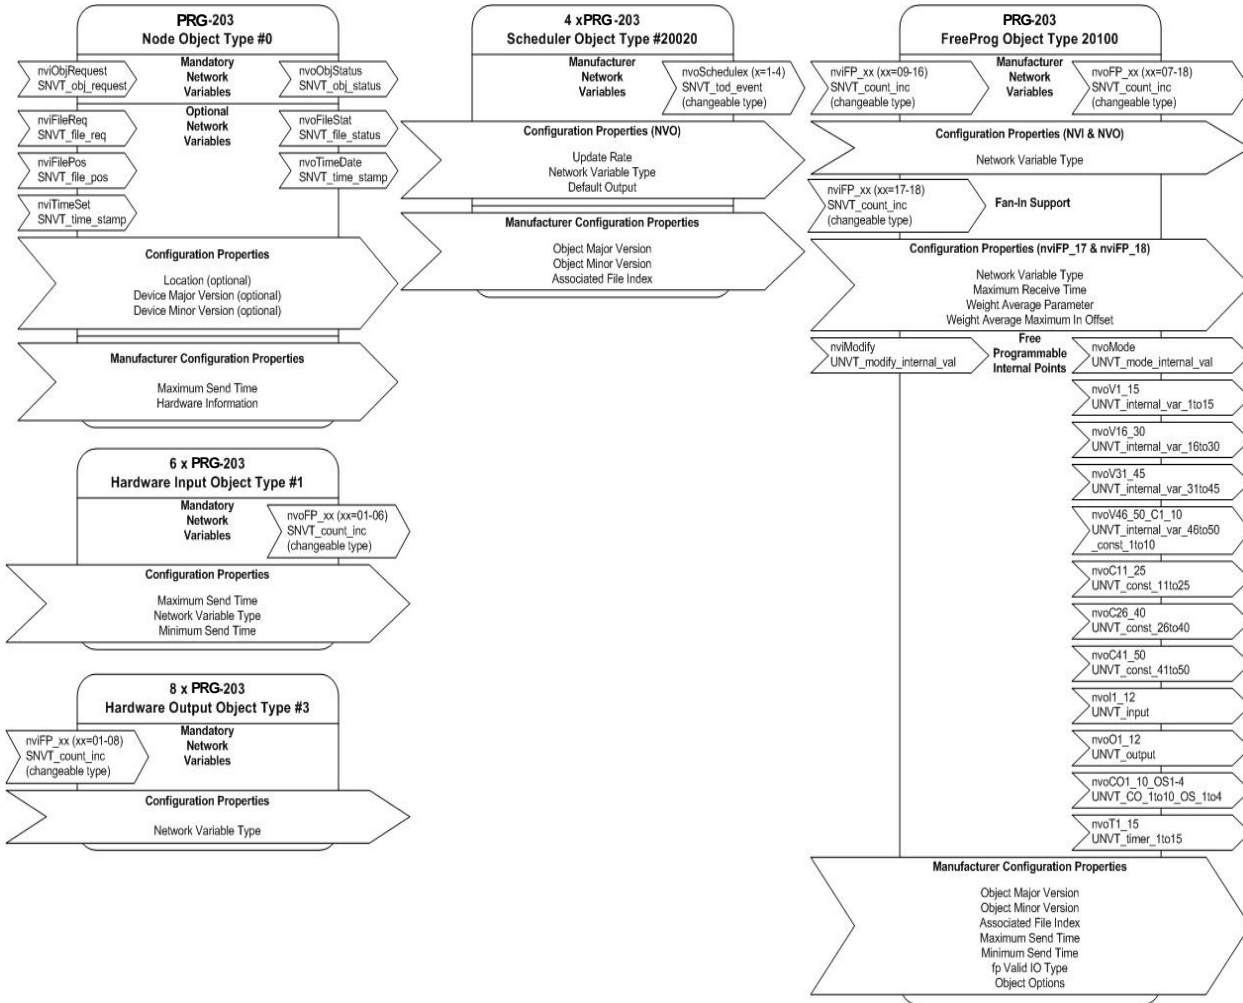 PRG-203
Node Object Type #0
Mandatory
Network
Variables
nviObjRequest
SNVT_obj_request
nvoObjStatus
SNVT_obj_status
Optional
Network
Variables
nviFileReq
SNVT_file_req
nvoFileStat
SNVT_file_status
nviFilePos
SNVT_file_pos
nvoTimeDate
SNVT_time_stamp
nviTimeSet
SNVT_time_stamp
Configuration Properties
Location (optional)
Device Major Version (optional)
Device Minor Version (optional)
Manufacturer Configuration Properties
Maximum Send Time
Hardware Information
6 x PRG-203
Hardware Input Object Type #1
Mandatory
Network
Variables
nvoFP_xx (xx=01-06)
SNVT_count_inc
(changeable type)
Configuration Properties
Maximum Send Time
Network Variable Type
Minimum Send Time
8 x PRG-203
Hardware Output Object Type #3
Mandatory
Network
Variables
nviFP_xx (xx=01-08)
SNVT_count_inc
(changeable type)
Configuration Properties
Network Variable Type
4 xPRG-203
Scheduler Object Type #20020
Manufacturer
Network
Variables
nvoSchedulex (x=1-4)
SNVT_tod_event
(changeable type)
Configuration Properties (NVO)
Update Rate
Network Variable Type
Default Output
Manufacturer Configuration Properties
Object Major Version
Object Minor Version
Associated File Index
PRG-203
FreeProg Object Type 20100
nviFP_xx (xx=09-16)
SNVT_count_inc
(changeable type)
Manufacturer
Network
Variables
nvoFP_xx (xx=07-18)
SNVT_count_inc
(changeable type)
Configuration Properties (NVI & NVO)
Network Variable Type
nviFP_xx (xx=17-18)
SNVT_count_inc
(changeable type)
Fan-In Support
Configuration Properties (nviFP_17 & nviFP_18)
Network Variable Type
Maximum Receive Time
Weight Average Parameter
Weight Average Maximum In Offset
nviModify
UNVT_modify_internal_val
Free
Programmable
Internal Points
nvoMode
UNVT_mode_internal_val
nvoV1_15
UNVT_internal_var_1to15
nvoV16_30
UNVT_internal_var_16to30
nvoV31_45
UNVT_internal_var_31to45
nvoV46_50_C1_10
UNVT_internal_var_46to50
_const_1to10
nvoC11_25
UNVT_const_11to25
nvoC26_40
UNVT_const_26to40
nvoC41_50
UNVT_const_41to50
nvoI1_12
UNVT_input
nvoO1_12
UNVT_output
nvoCO1_10_OS1-4
UNVT_CO_1to10_OS_1to4
nvoT1_15
UNVT_timer_1to15
Manufacturer Configuration Properties
Object Major Version
Object Minor Version
Associated File Index
Maximum Send Time
Minimum Send Time
fp Valid IO Type
Object Options